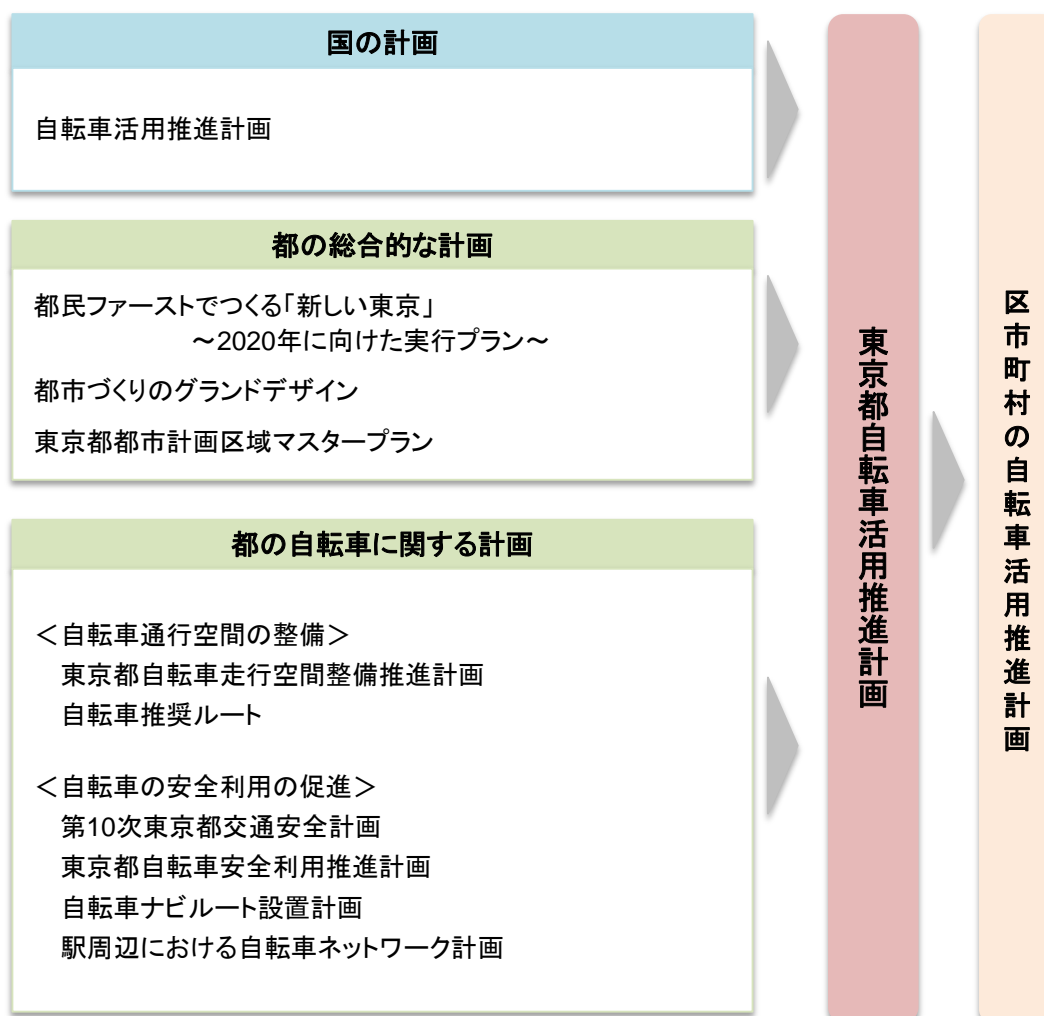 国の計画
自転車活用推進計画
都の総合的な計画
都民ファーストでつくる「新しい東京」
～2020年に向けた実行プラン～
都市づくりのグランドデザイン
東京都都市計画区域マスタープラン
都の自転車に関する計画
＜自転車通行空間の整備＞
東京都自転車走行空間整備推進計画
自転車推奨ルート
＜自転車の安全利用の促進＞
第10次東京都交通安全計画
東京都自転車安全利用推進計画
自転車ナビルート設置計画
駅周辺における自転車ネットワーク計画
東京都自転車活用推進計画
区市町村の自転車活用推進計画